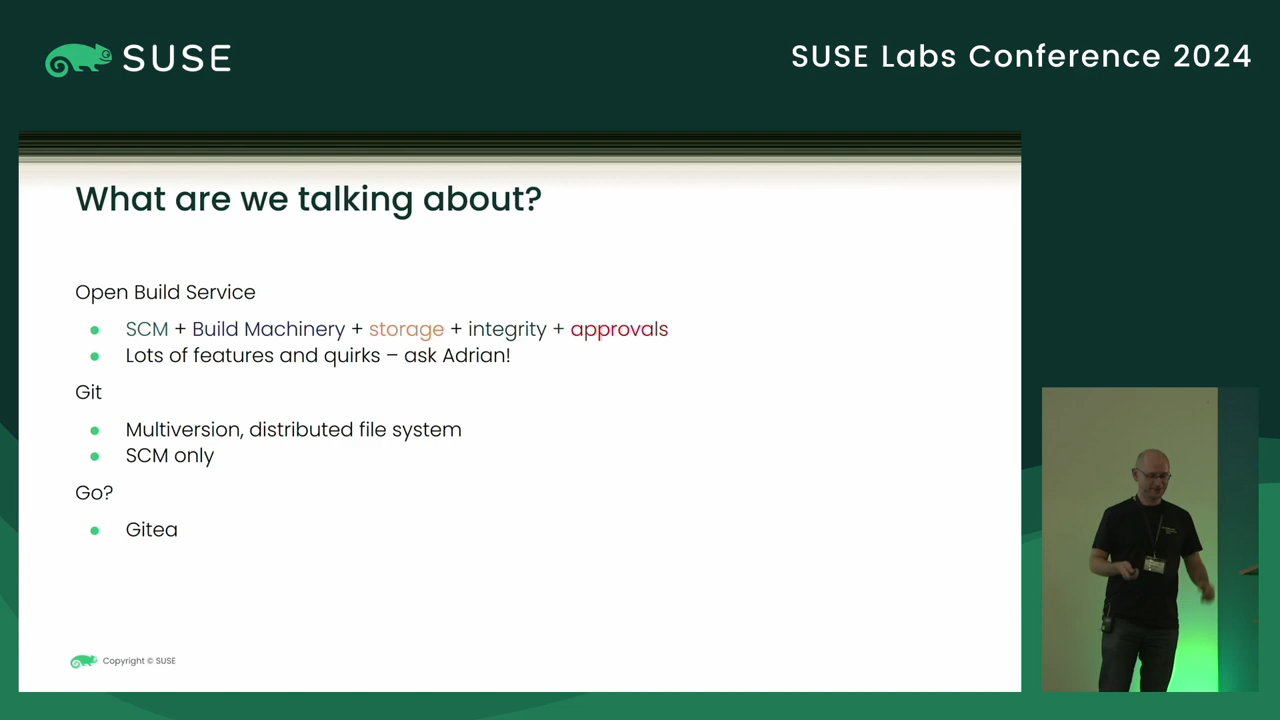 SUSE
SUSE Labs Conference 2024
What are we talking about?
Open Build Service
SCM + Build Machinery + storage + integrity + approvals
Lots of features and quirks – ask Adrian!
Git
Multiversion, distributed file system
SCM only
Go?
Gitea
Copyright © SUSE